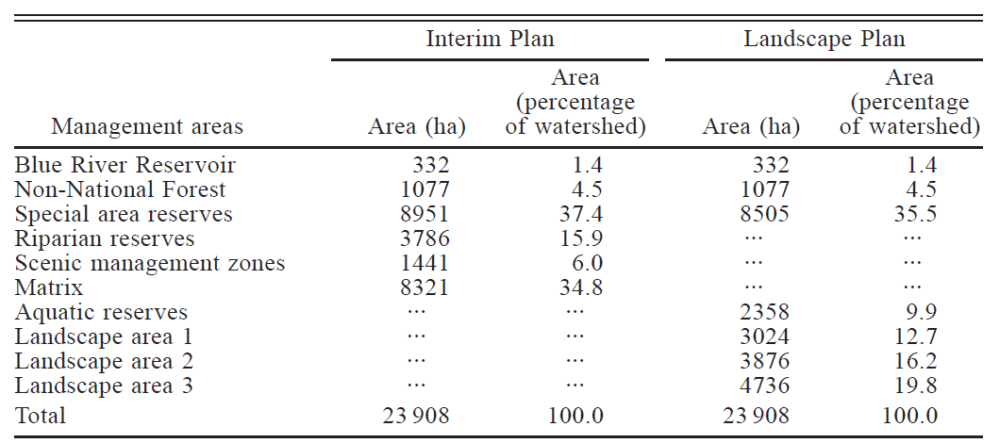 Interim Plan Landscape Plan
Area Area
(percentage (percentage
Management areas Area (ha) of watershed) Area (ha) of watershed)
Blue River Reservoir 332 1.4 332 1.4
Non-National Forest 1077 4.5 1077 4.5
Special area reserves 8951 37.4 8505 35.5
Riparian reserves 3786 15.9 ... ...
Scenic management zones 1441 6.0 ... ...
Matrix 8321 34.8 ... ...
Aquatic reserves ... ... 2358 9.9
Landscape area 1 ... ... 3024 12.7
Landscape area 2 ... ... 3876 16.2
Landscape area 3 ... ... 4736 19.8
Total 23 908 100.0 23 908 100.0